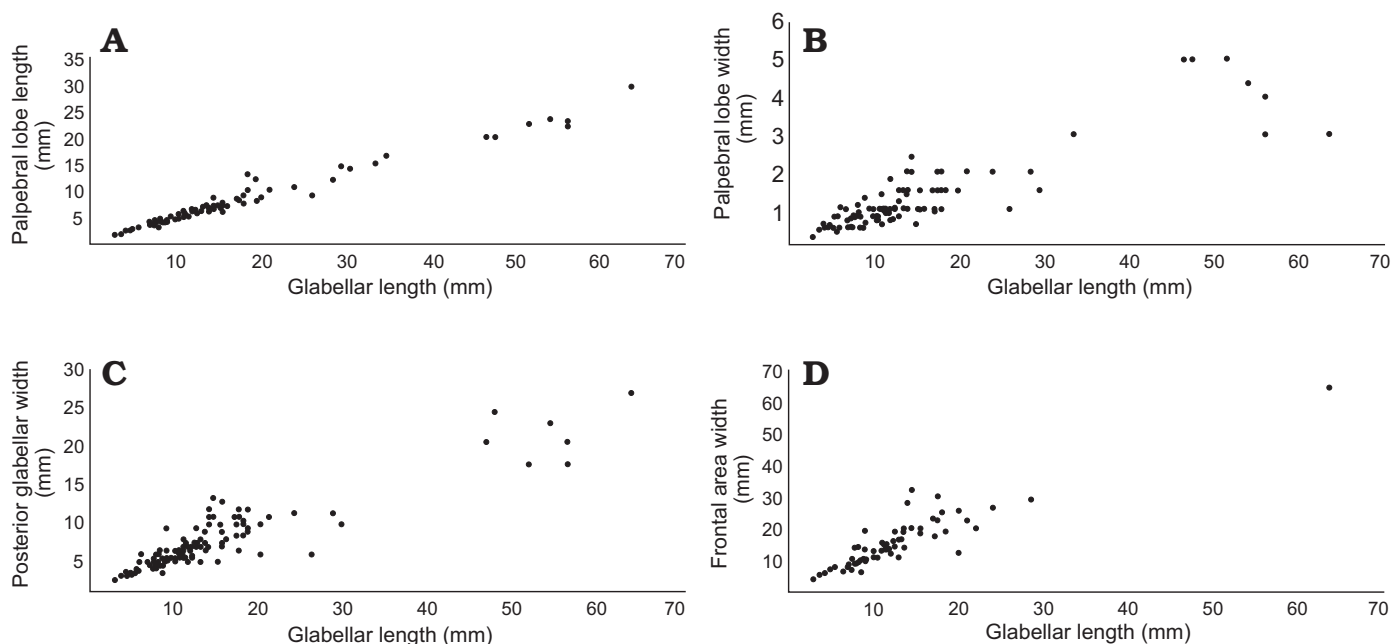 A
Palpebral lobe length
(mm)
35
30
25
20
15
10
5
10 20 30 40 50 60 70
Glabellar length (mm)
B
Palpebral lobe width
(mm)
6
5
4
3
2
1
10 20 30 40 50 60 70
Glabellar length (mm)
C
Posterior glabellar width
(mm)
30
25
20
15
10
5
10 20 30 40 50 60 70
Glabellar length (mm)
D
Frontal area width
(mm)
70
60
50
40
30
20
10
10 20 30 40 50 60 70
Glabellar length (mm)